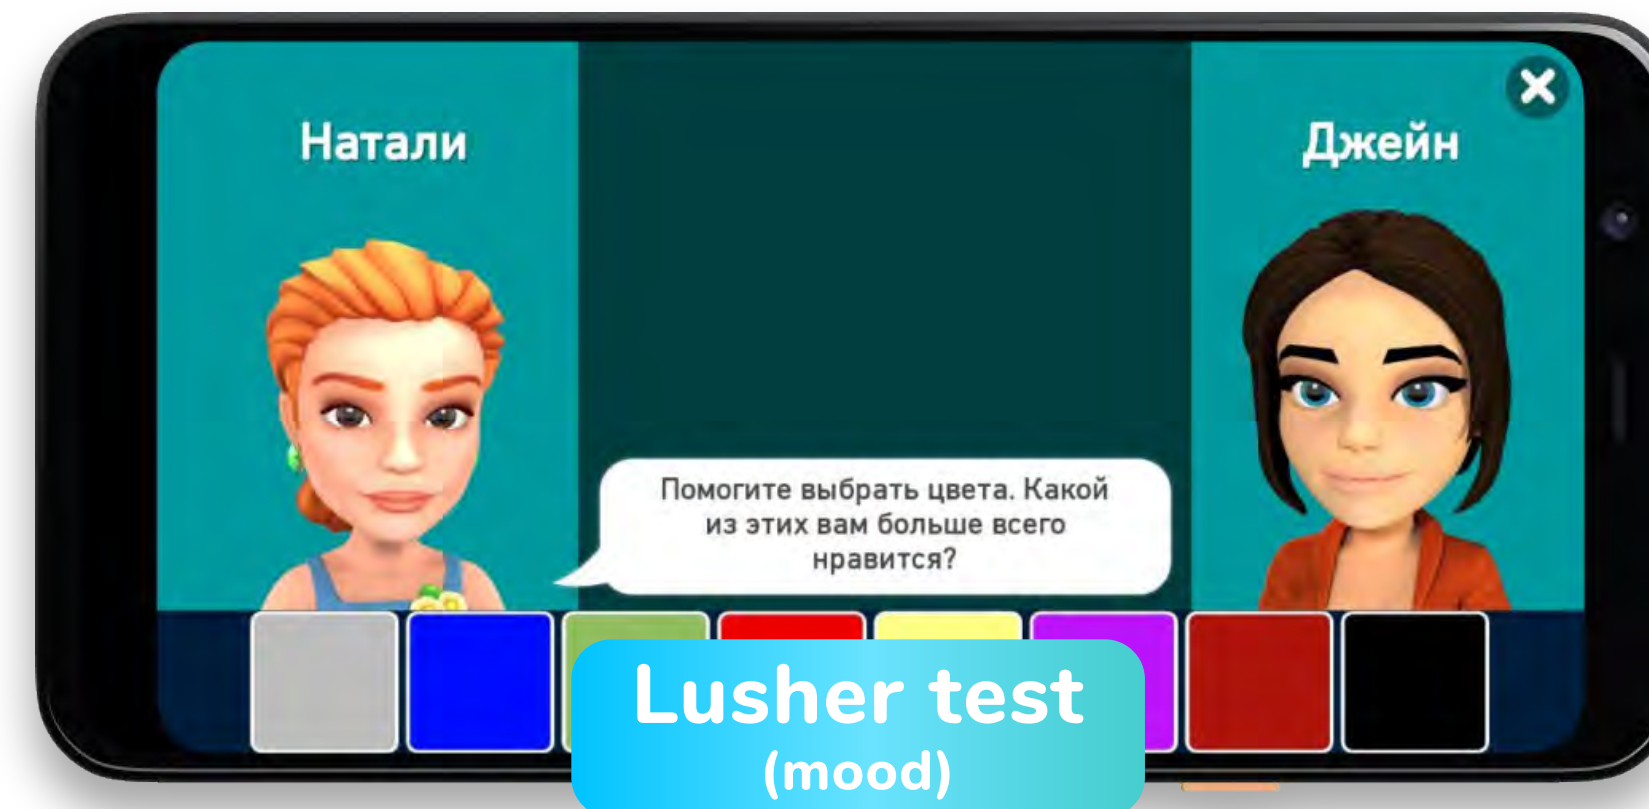 Натали
Джейн
Помогите выбрать цвета. Какой
из этих вам больше всего
нравится?
Lusher test
(mood)